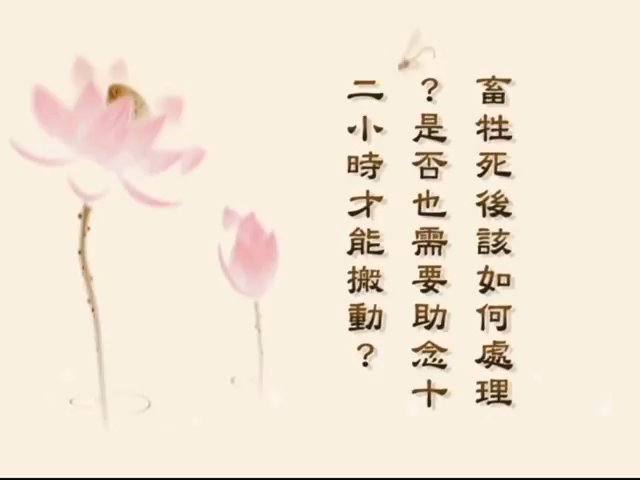 畜牲死後該如何處理
?是否也需要助念十
二小時才能搬動?